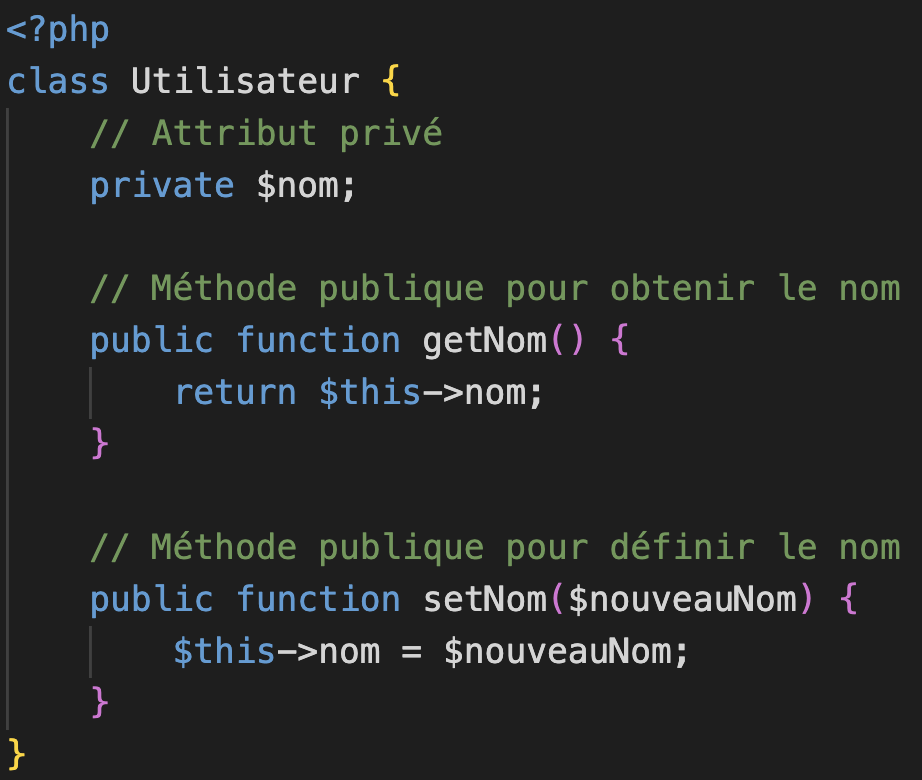 <?php
class Utilisateur {
    // Attribut privé
    private $nom;

    // Méthode publique pour obtenir le nom
    public function getNom() {
        return $this->nom;
    }

    // Méthode publique pour définir le nom
    public function setNom($nouveauNom) {
        $this->nom = $nouveauNom;
    }
}